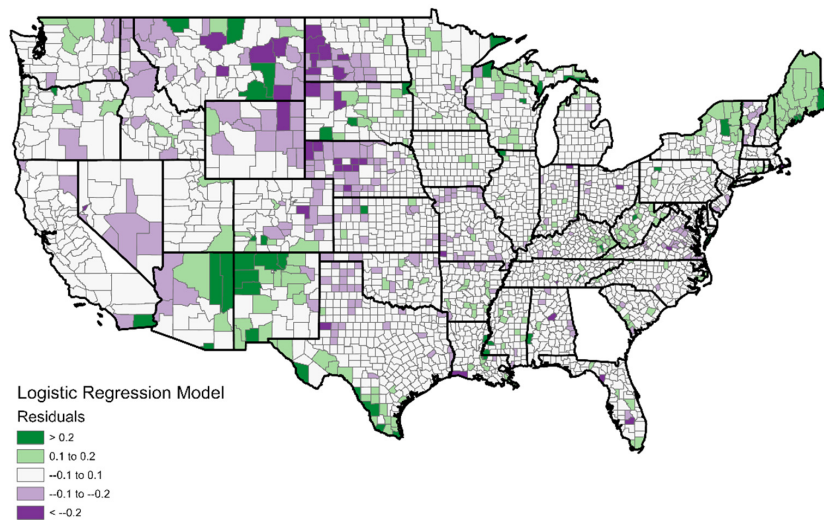 Logistic Regression Model
Residuals
> 0.2
0.1 to 0.2
--0.1 to 0.1
--0.1 to --0.2
< --0.2